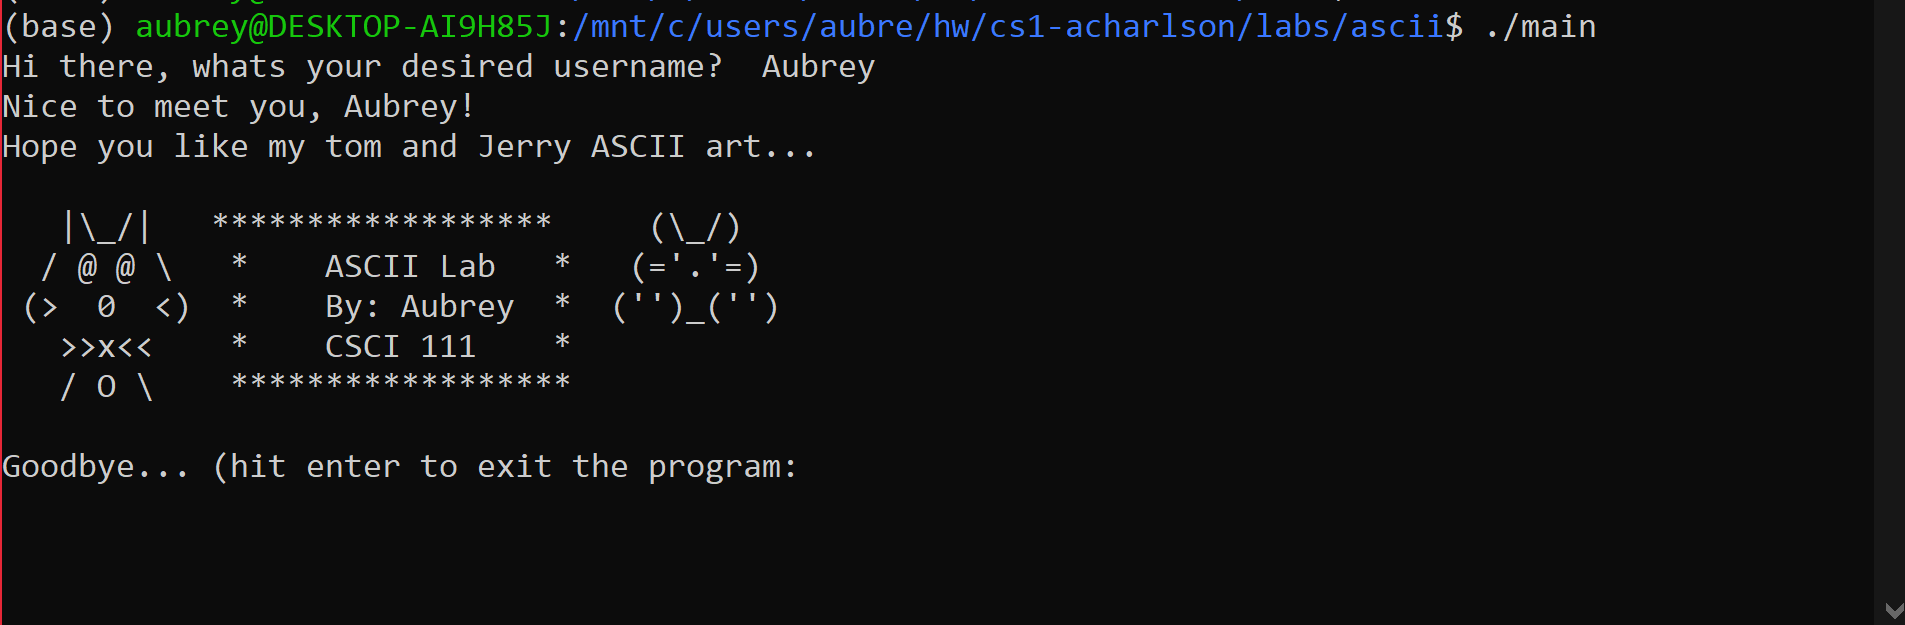 (base) aubrey@DESKTOP-AI9H85J:/mnt/c/users/aubre/hw/cs1-acharlson/labs/ascii$ ./main
Hi there, whats your desired username?  Aubrey
Nice to meet you, Aubrey!
Hope you like my tom and Jerry ASCII art...

   |\_/|   ******************     (\_/)
  / @ @ \   *    ASCII Lab   *   (='.'=)
 (>  0  <)  *    By: Aubrey  *  ('')_('')
   >>x<<    *    CSCI 111    *
   / O \    ******************

Goodbye... (hit enter to exit the program: